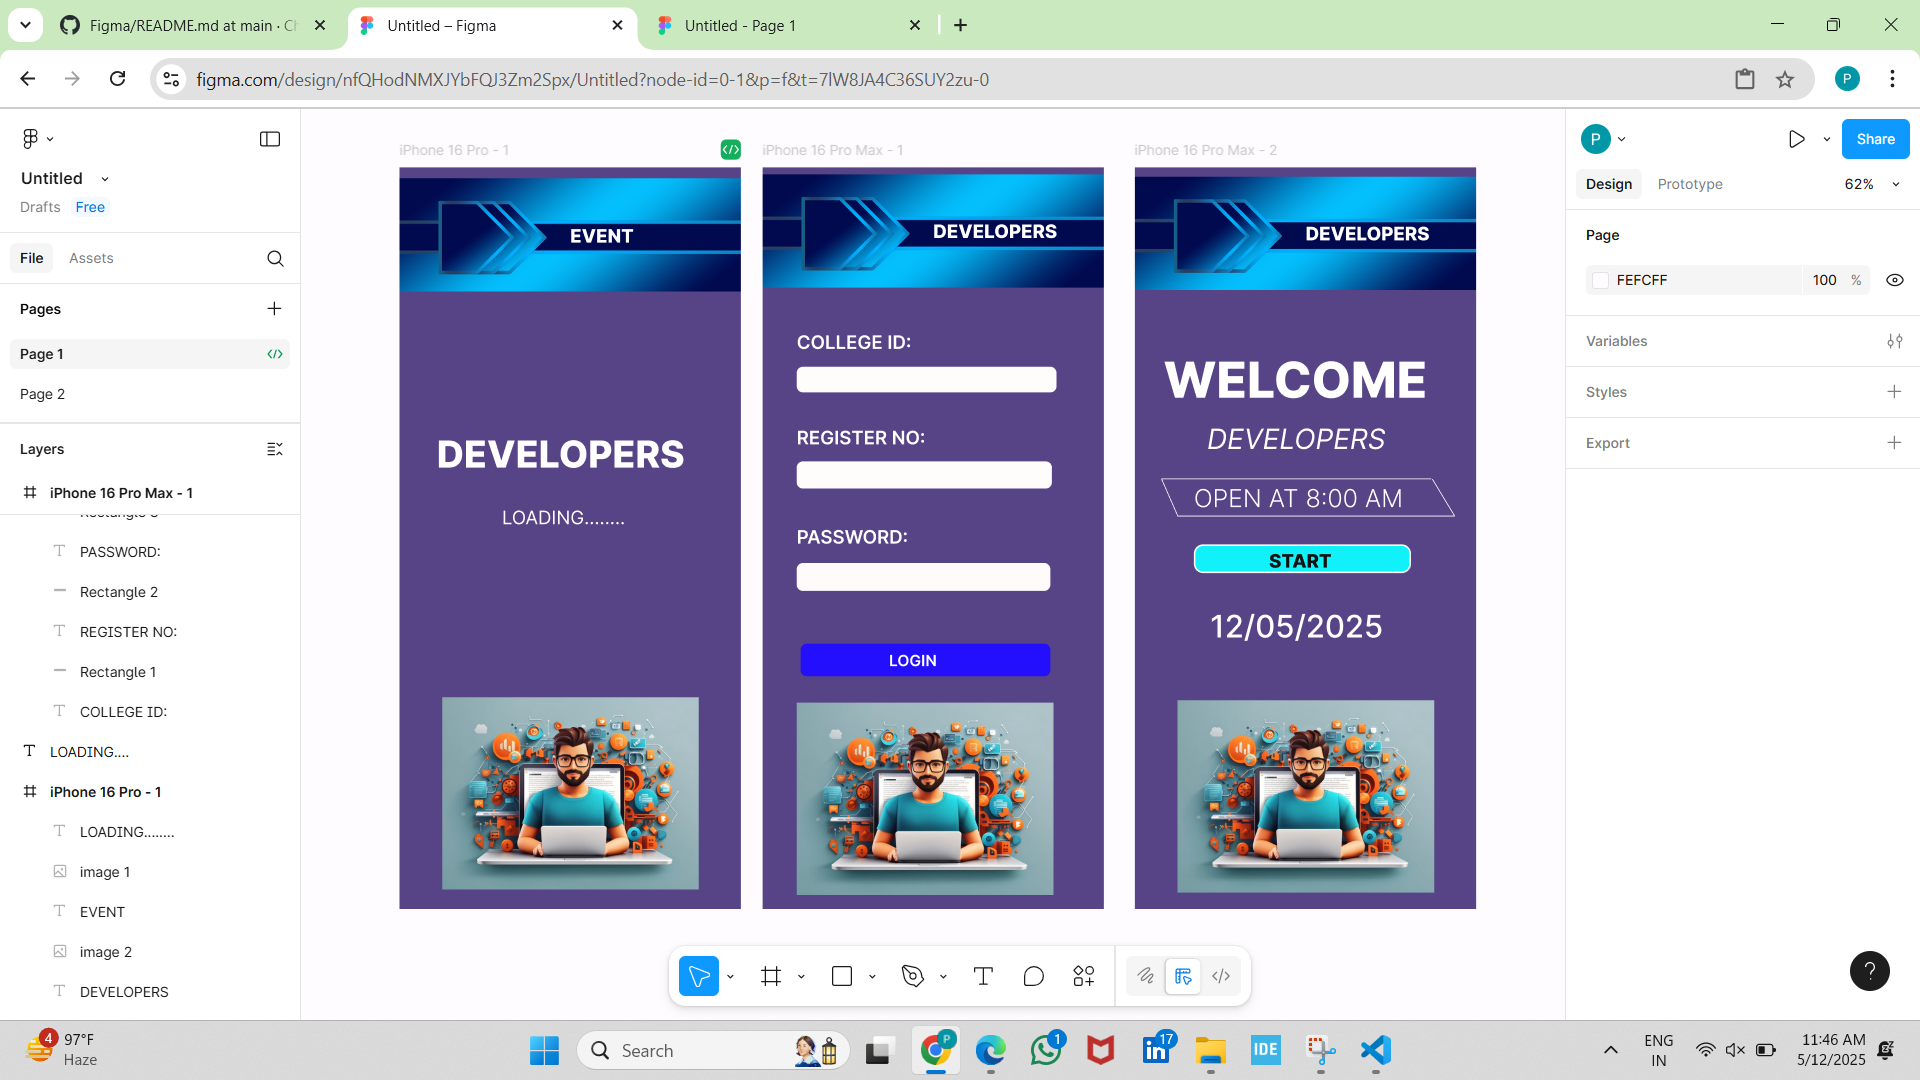 Figma/README.md at main · Ch
Untitled – Figma
Untitled - Page 1
figma.com/design/nfQHodNMXJYbFQJ3Zm2Spx/Untitled?node-id=0-1&p=f&t=7lW8JA4C36SUY2zu-0
P
Untitled
Drafts Free
File Assets
Pages
Page 1
Page 2
Layers
iPhone 16 Pro Max - 1
PASSWORD:
Rectangle 2
REGISTER NO:
Rectangle 1
COLLEGE ID:
LOADING....
iPhone 16 Pro - 1
LOADING........
image 1
EVENT
image 2
DEVELOPERS
iPhone 16 Pro - 1
EVENT
DEVELOPERS
LOADING........
iPhone 16 Pro Max - 1
DEVELOPERS
COLLEGE ID:
REGISTER NO:
PASSWORD:
LOGIN
iPhone 16 Pro Max - 2
DEVELOPERS
WELCOME
DEVELOPERS
OPEN AT 8:00 AM
START
12/05/2025
P
Share
Design Prototype 62%
Page
FEFCFF 100 %
Variables
Styles
Export
?
4
97°F
Haze
Search
P
1
17
IDE
ENG
IN
11:46 AM
5/12/2025